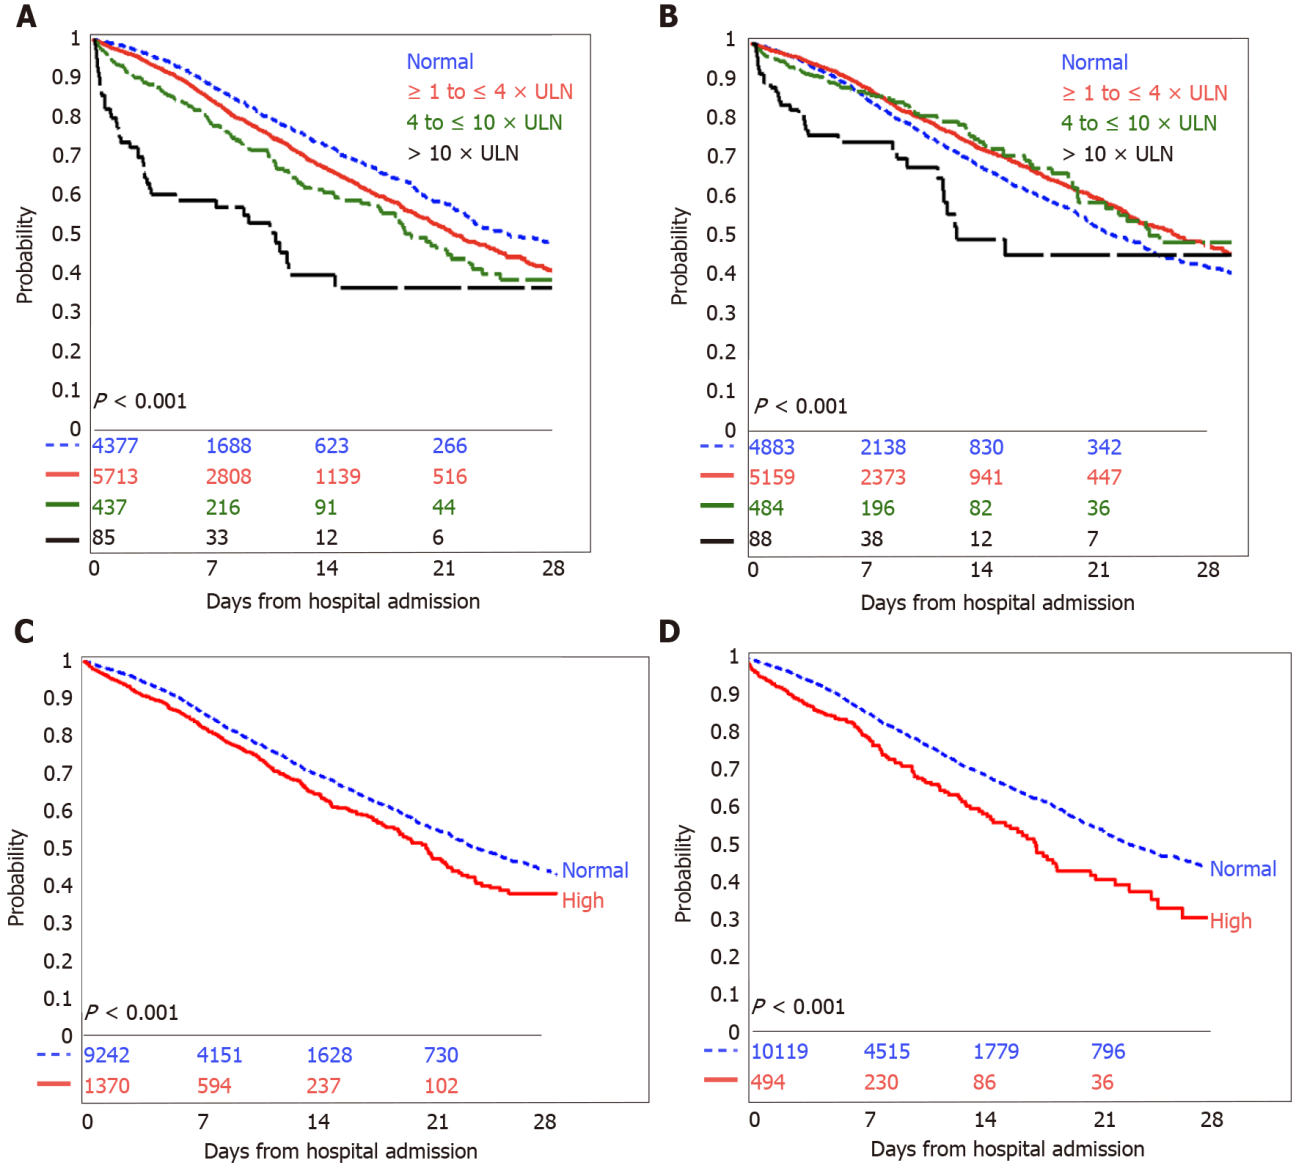 A
1
0.9
0.8
0.7
0.6
0.5
0.4
0.3
0.2
0.1
0
Probability
Normal
≥ 1 to ≤ 4 × ULN
4 to ≤ 10 × ULN
> 10 × ULN
P < 0.001
4377 1688 623 266
5713 2808 1139 516
437 216 91 44
85 33 12 6
0 7 14 21 28
Days from hospital admission
B
1
0.9
0.8
0.7
0.6
0.5
0.4
0.3
0.2
0.1
0
Probability
Normal
≥ 1 to ≤ 4 × ULN
4 to ≤ 10 × ULN
> 10 × ULN
P < 0.001
4883 2138 830 342
5159 2373 941 447
484 196 82 36
88 38 12 7
0 7 14 21 28
Days from hospital admission
C
1
0.9
0.8
0.7
0.6
0.5
0.4
0.3
0.2
0.1
0
Probability
Normal
High
P < 0.001
9242 4151 1628 730
1370 594 237 102
0 7 14 21 28
Days from hospital admission
D
1
0.9
0.8
0.7
0.6
0.5
0.4
0.3
0.2
0.1
0
Probability
Normal
High
P < 0.001
10119 4515 1779 796
494 230 86 36
0 7 14 21 28
Days from hospital admission